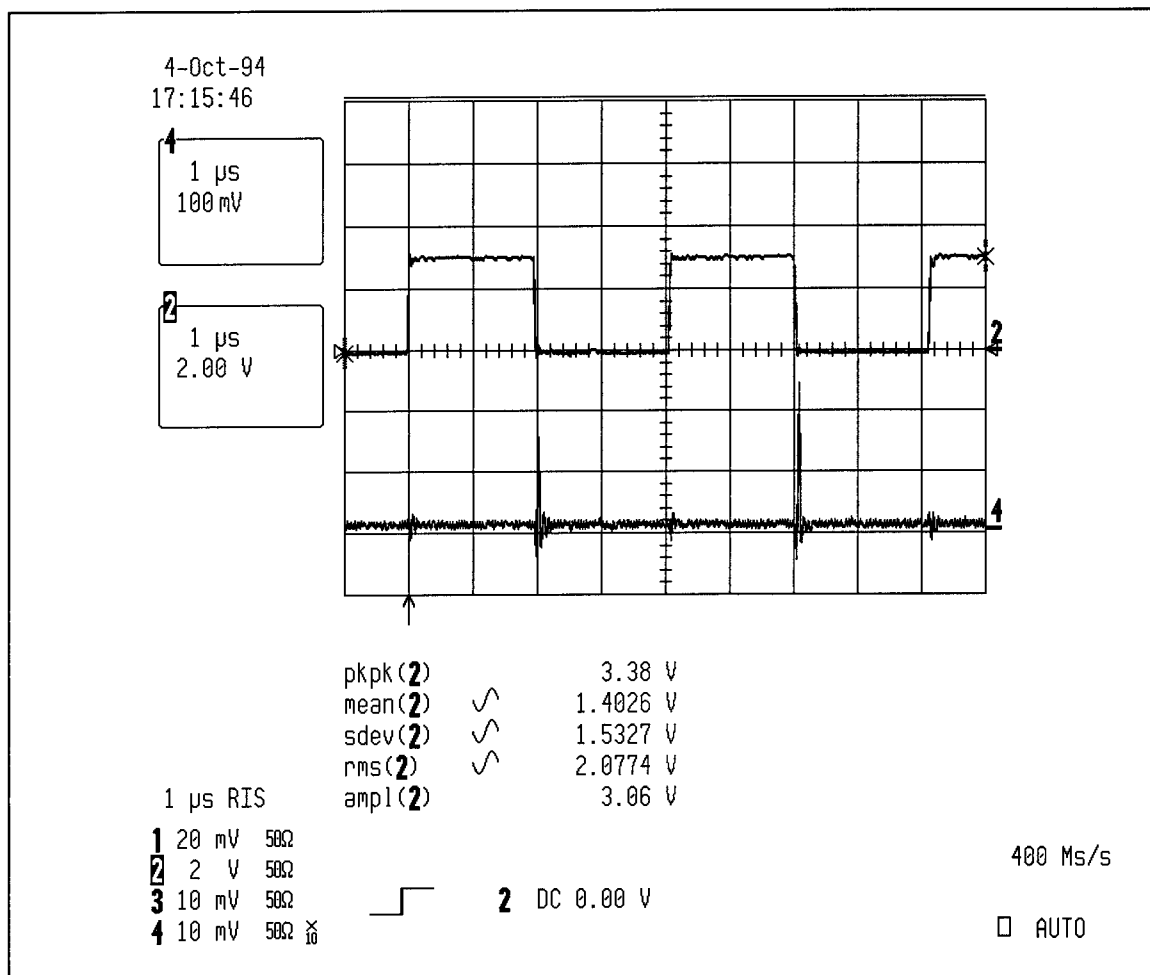 4-Oct-94
17:15:46
4
1 µs
100 mV
2
1 µs
2.00 V
2
4
pkpk(2) 3.38 V
mean(2) 1.4026 V
sdev(2) 1.5327 V
rms(2) 2.0774 V
ampl(2) 3.06 V
1 µs RIS
1 20 mV 50Ω
2 2 V 50Ω
3 10 mV 50Ω
4 10 mV 50Ω X10
2 DC 0.00 V
400 Ms/s
AUTO